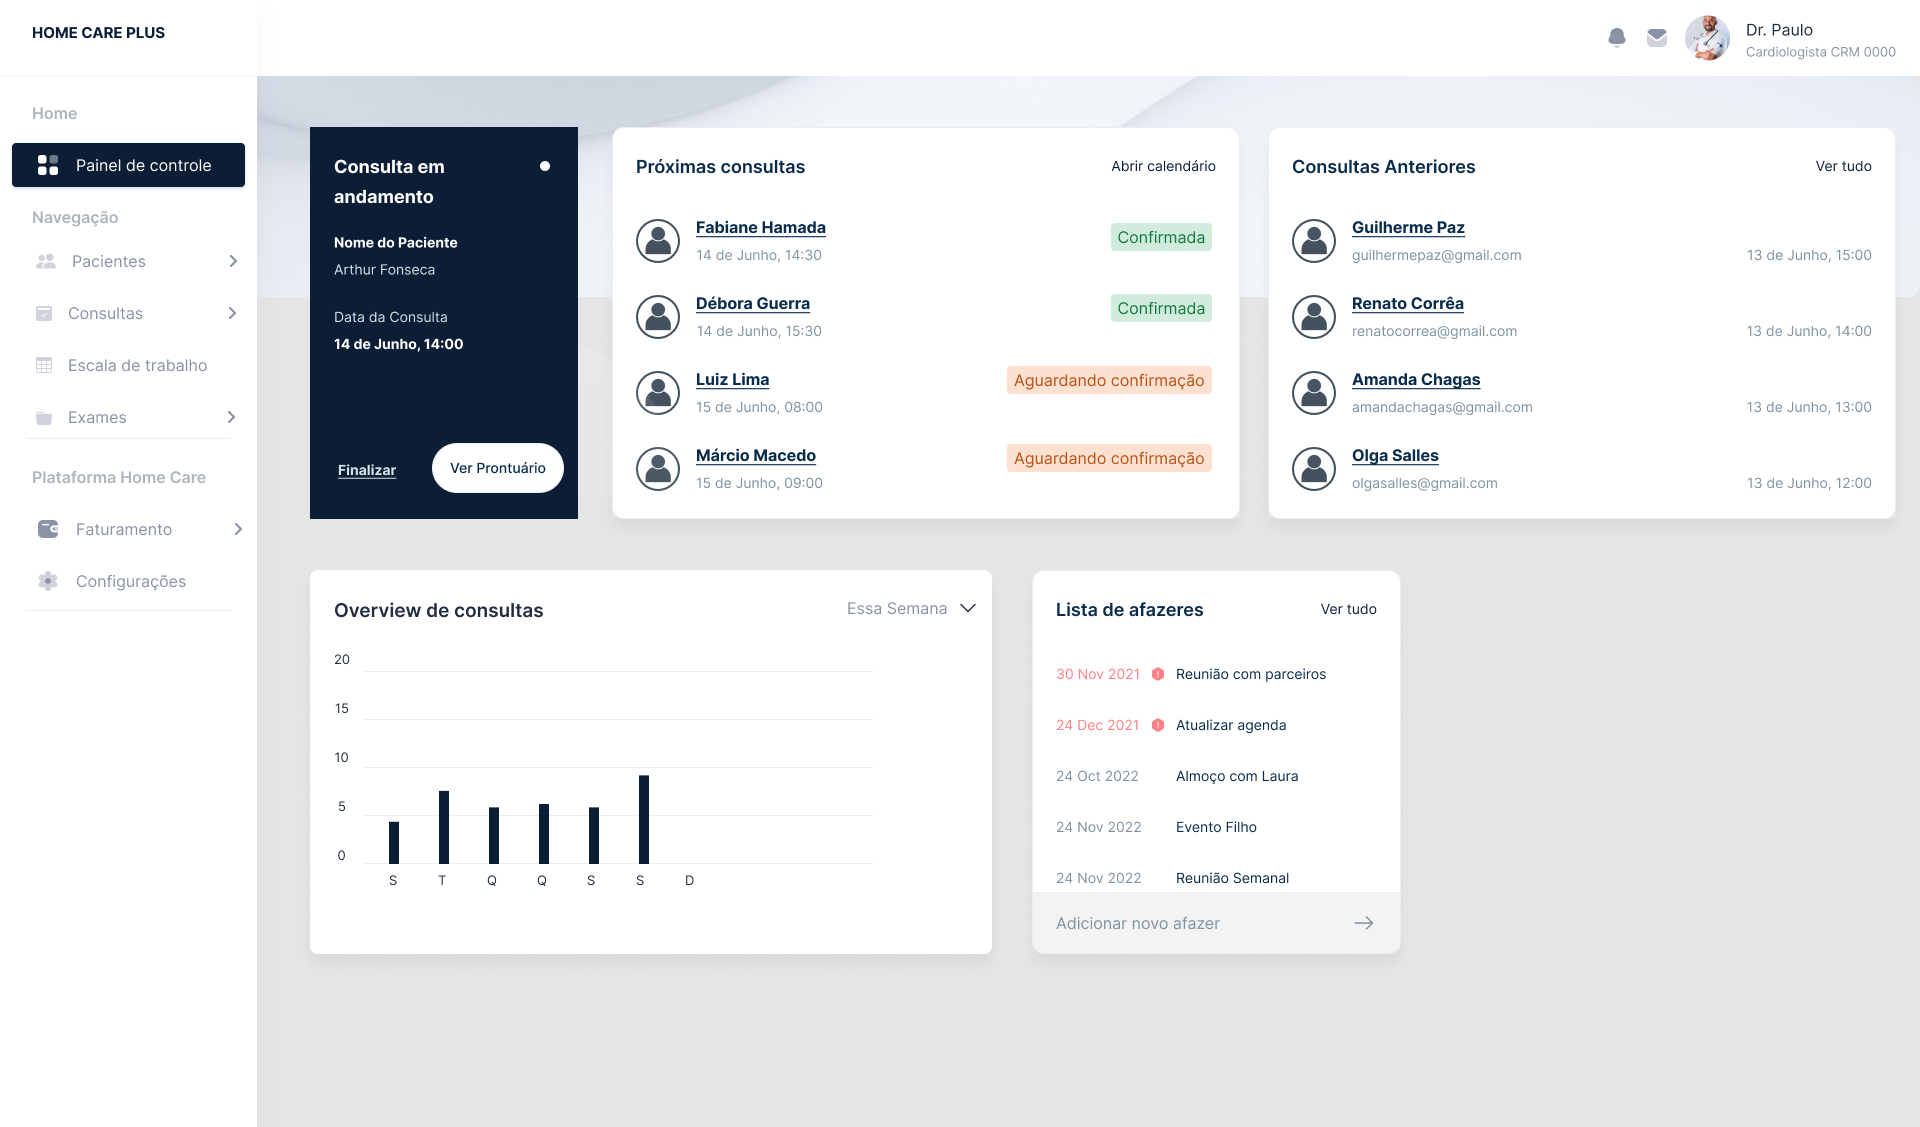 HOME CARE PLUS
Dr. Paulo
Cardiologista CRM 0000
Home
Painel de controle
Navegação
Pacientes
Consultas
Escala de trabalho
Exames
Plataforma Home Care
Faturamento
Configurações
Consulta em
andamento
Nome do Paciente
Arthur Fonseca
Data da Consulta
14 de Junho, 14:00
Finalizar
Ver Prontuário
Próximas consultas
Abrir calendário
Fabiane Hamada
14 de Junho, 14:30
Confirmada
Débora Guerra
14 de Junho, 15:30
Confirmada
Luiz Lima
15 de Junho, 08:00
Aguardando confirmação
Márcio Macedo
15 de Junho, 09:00
Aguardando confirmação
Consultas Anteriores
Ver tudo
Guilherme Paz
guilhermepaz@gmail.com
13 de Junho, 15:00
Renato Corrêa
renatocorrea@gmail.com
13 de Junho, 14:00
Amanda Chagas
amandachagas@gmail.com
13 de Junho, 13:00
Olga Salles
olgasalles@gmail.com
13 de Junho, 12:00
Overview de consultas
Essa Semana
20
15
10
5
0
S T Q Q S S D
Lista de afazeres
Ver tudo
30 Nov 2021 Reunião com parceiros
24 Dec 2021 Atualizar agenda
24 Oct 2022 Almoço com Laura
24 Nov 2022 Evento Filho
24 Nov 2022 Reunião Semanal
Adicionar novo afazer